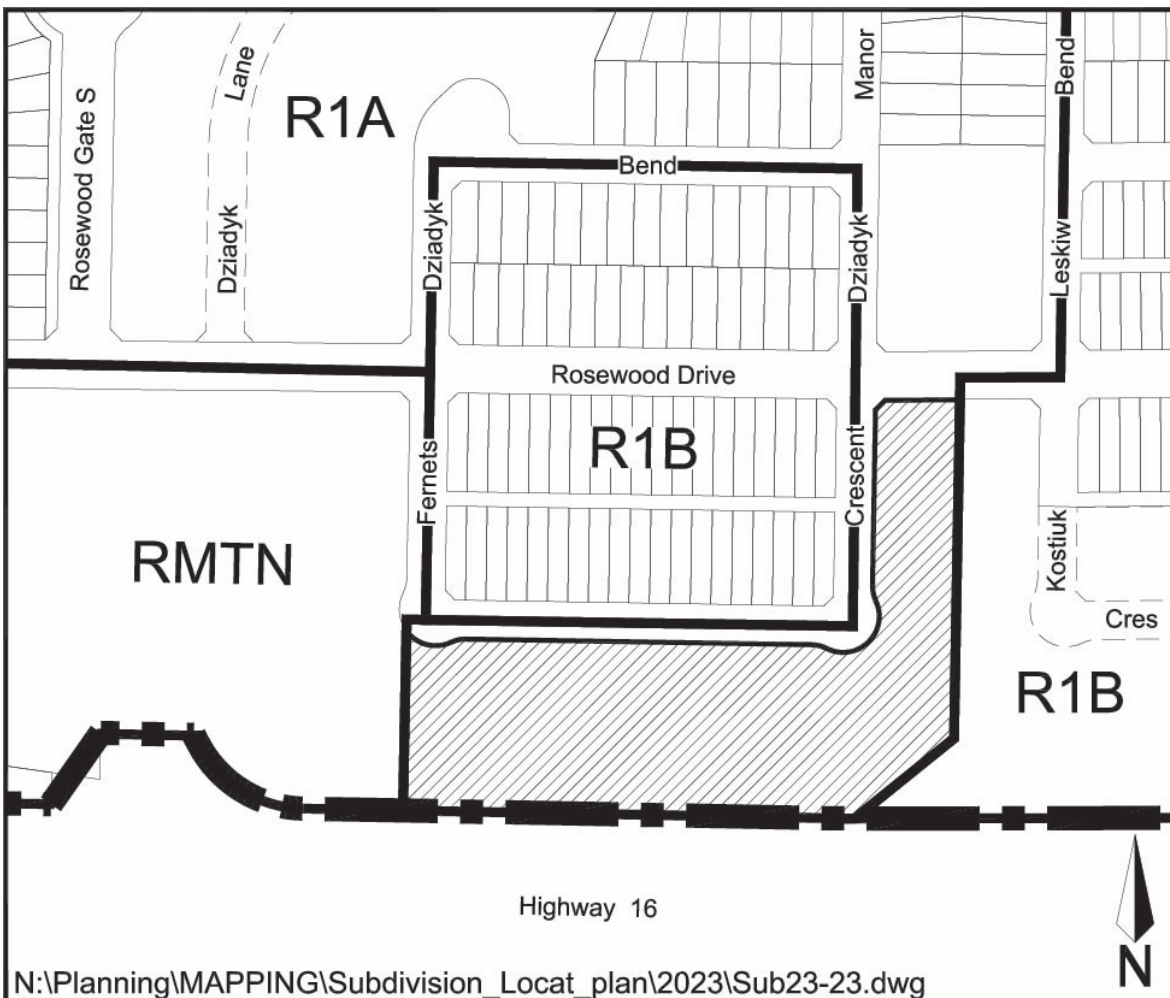 Lane
Manor
Bend
Rosewood Gate S
R1A
Bend
Dziadyk
Dziadyk
Dziadyk
Leskiw
Rosewood Drive
Fernets
R1B
Crescent
RMTN
Kostiuk
Cres
R1B
Highway 16
N
N:\Planning\MAPPING\Subdivision_Locat_plan\2023\Sub23-23.dwg